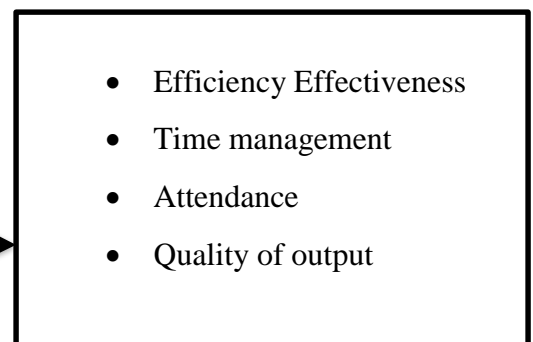 • Efficiency Effectiveness
• Time management
• Attendance
• Quality of output